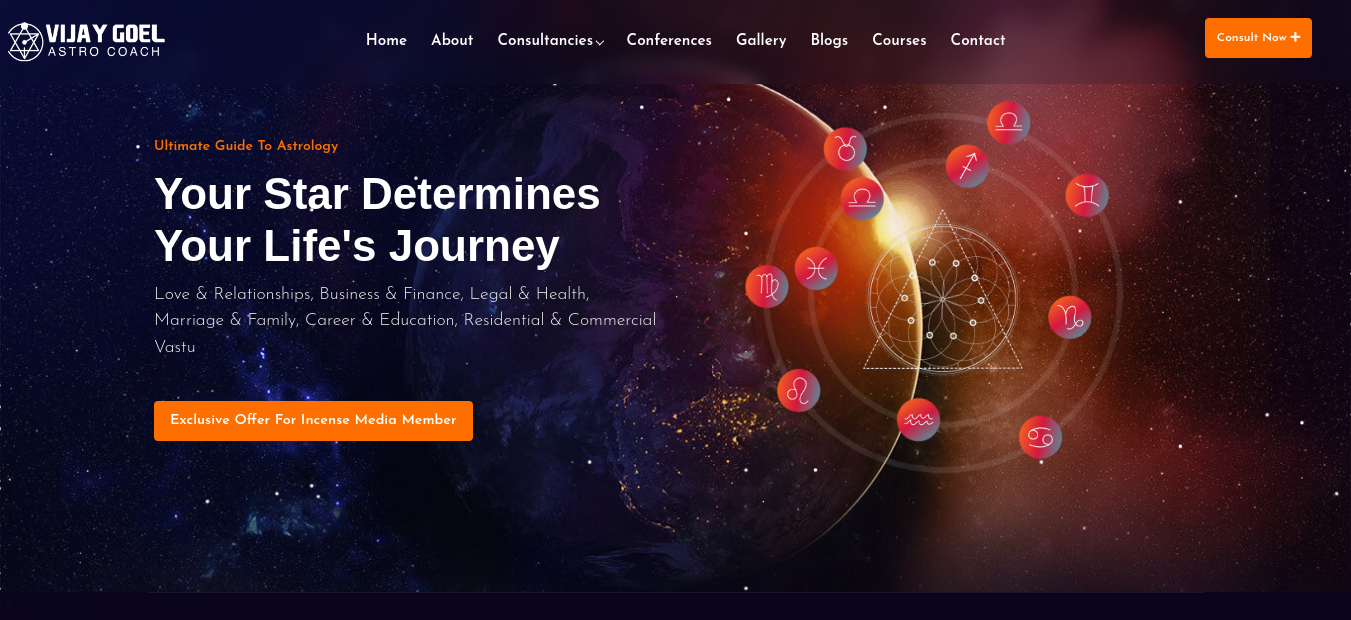 VIJAY GOEL
ASTRO COACH
Home
About
Consultancies
Conferences
Gallery
Blogs
Courses
Contact
Consult Now +
Ultimate Guide To Astrology
Your Star Determines
Your Life's Journey
Love & Relationships, Business & Finance, Legal & Health,
Marriage & Family, Career & Education, Residential & Commercial
Vastu
Exclusive Offer For Incense Media Member